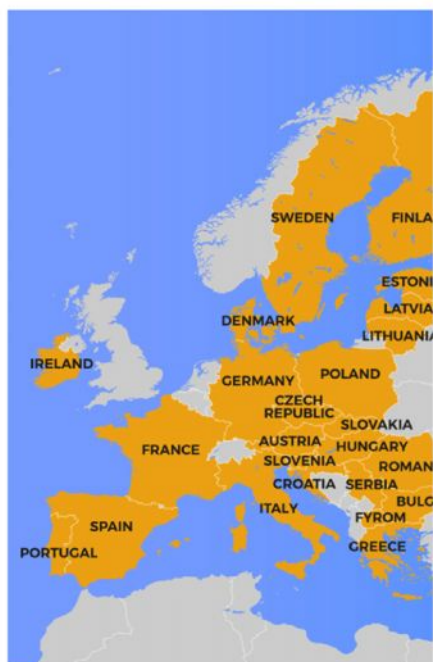 SWEDEN
FINLA
ESTONI
LATVIA
LITHUANIA
DENMARK
IRELAND
GERMANY
POLAND
CZECH
REPUBLIC
SLOVAKIA
FRANCE
AUSTRIA
HUNGARY
SLOVENIA
ROMAN
CROATIA
SERBIA
ITALY
BULG
SPAIN
FYROM
PORTUGAL
GREECE